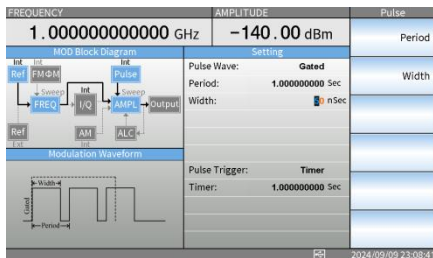 FREQUENCY AMPLITUDE Pulse
1.000000000000 GHz -140.00 dBm
Period
Width
MOD Block Diagram
Int Int Int
Ref FMΦM Pulse
Sweep Int Sweep
FREQ I/Q AMPL Output
Ref AM ALC
Ext Int
Modulation Waveform
Width
Gated
Period
Setting
Pulse Wave: Gated
Period: 1.000000000 Sec
Width: nSec
Pulse Trigger: Timer
Timer: 1.000000000 Sec
2024/09/09 23:08:41